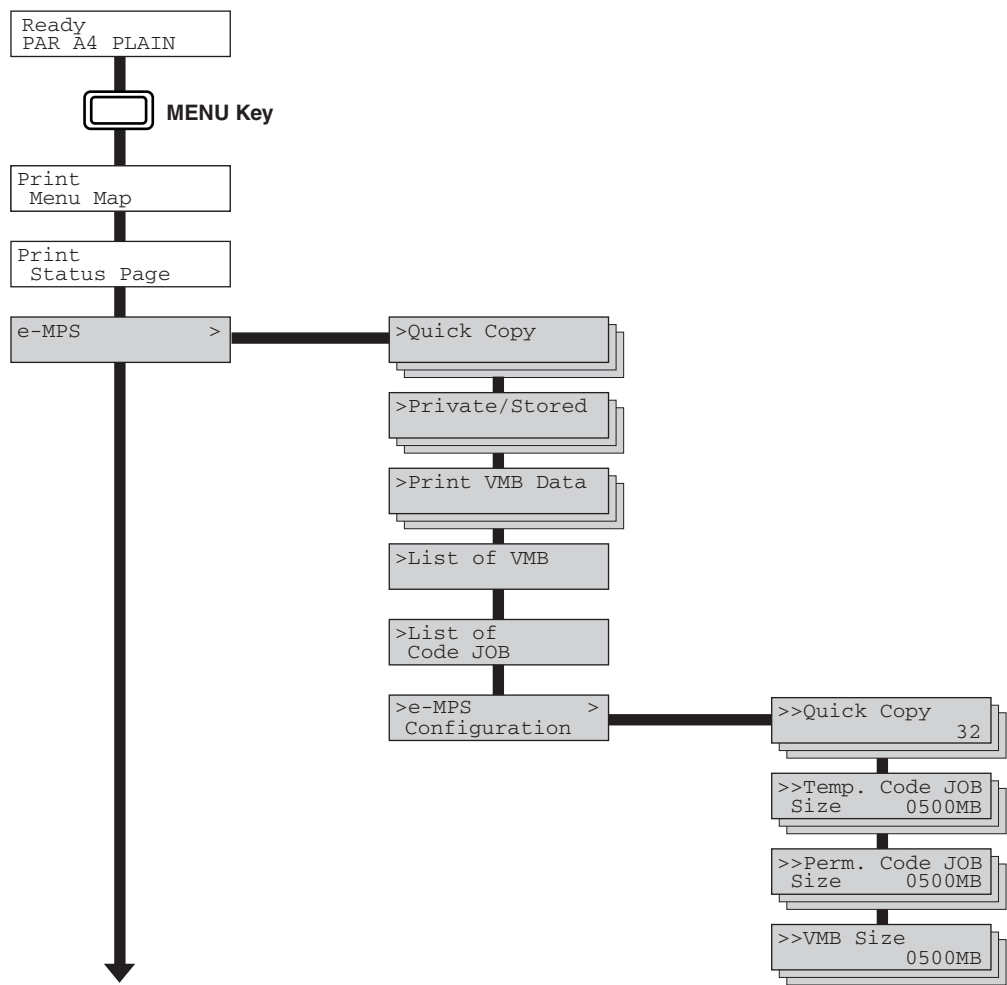 Ready
PAR A4 PLAIN
MENU Key
Print
Menu Map
Print
Status Page
e-MPS >
>Quick Copy
>Private/Stored
>Print VMB Data
>List of VMB
>List of
Code JOB
>e-MPS >
Configuration
>>Quick Copy
32
>>Temp. Code JOB
Size 0500MB
>>Perm. Code JOB
Size 0500MB
>>VMB Size
0500MB